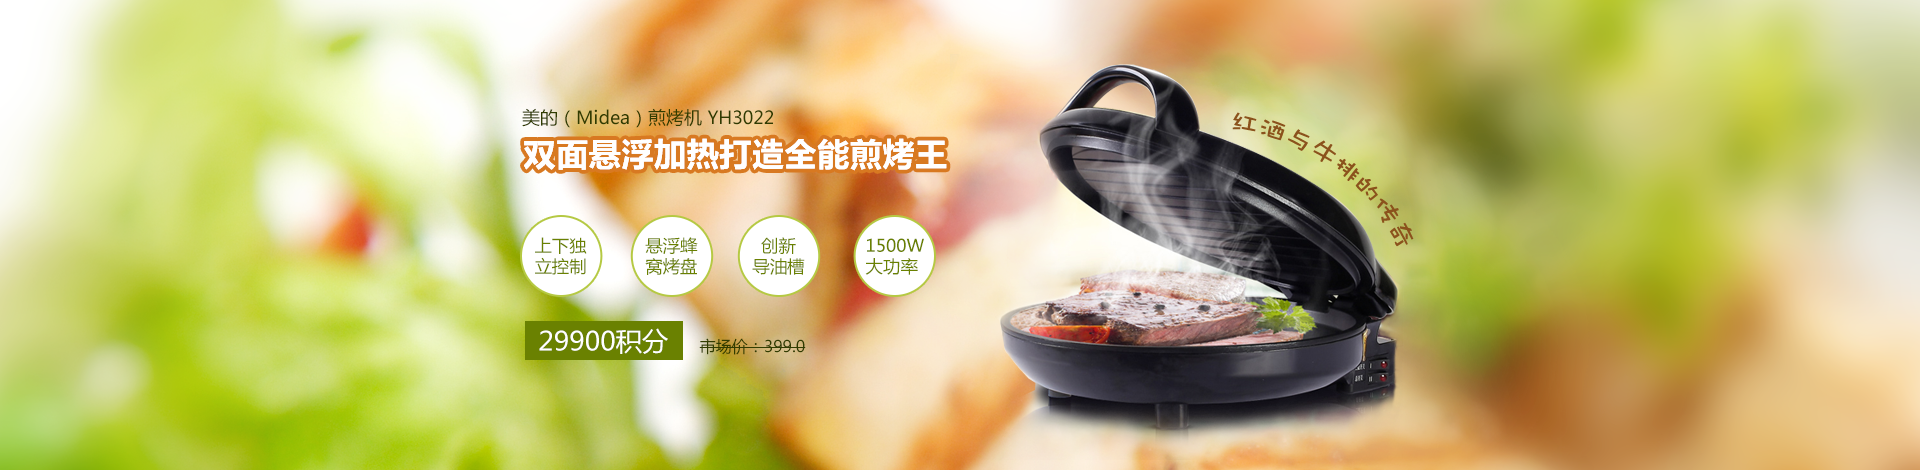 美的（Midea）煎烤机 YH3022
双面悬浮加热打造全能煎烤王
上下独
立控制
悬浮蜂
窝烤盘
创新
导油槽
1500W
大功率
29900积分
市场价：399.0
红酒与牛排的传奇